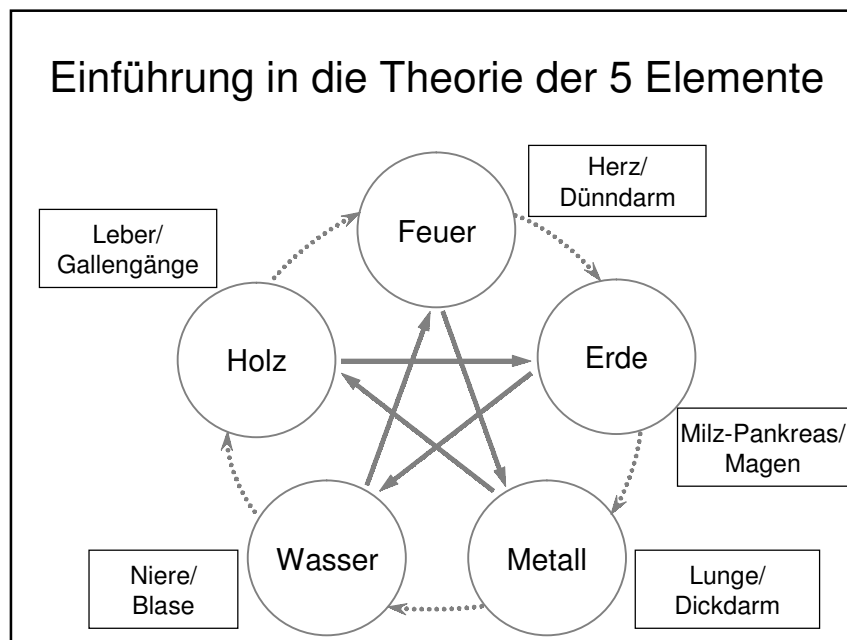 Einführung in die Theorie der 5 Elemente
Herz/
Dünndarm
Feuer
Leber/
Gallengänge
Holz
Erde
Milz-Pankreas/
Magen
Wasser
Metall
Niere/
Blase
Lunge/
Dickdarm